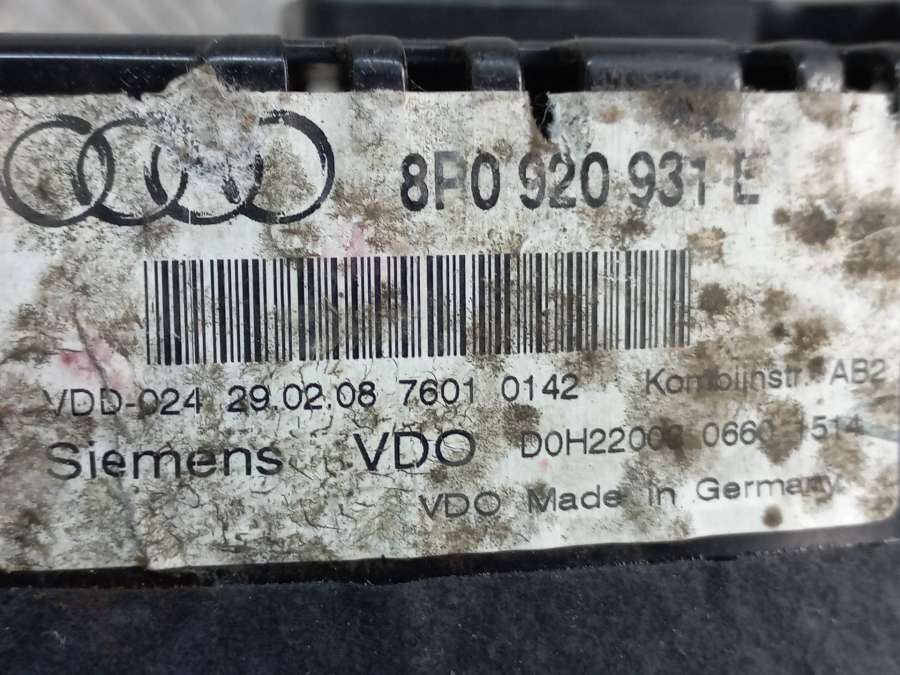 8P0 920 931 E
VDD-024 29.02.08 7601 0142 Kombiinstr. AB2
Siemens VDO D0H22000 0660 1514
VDO Made in Germany